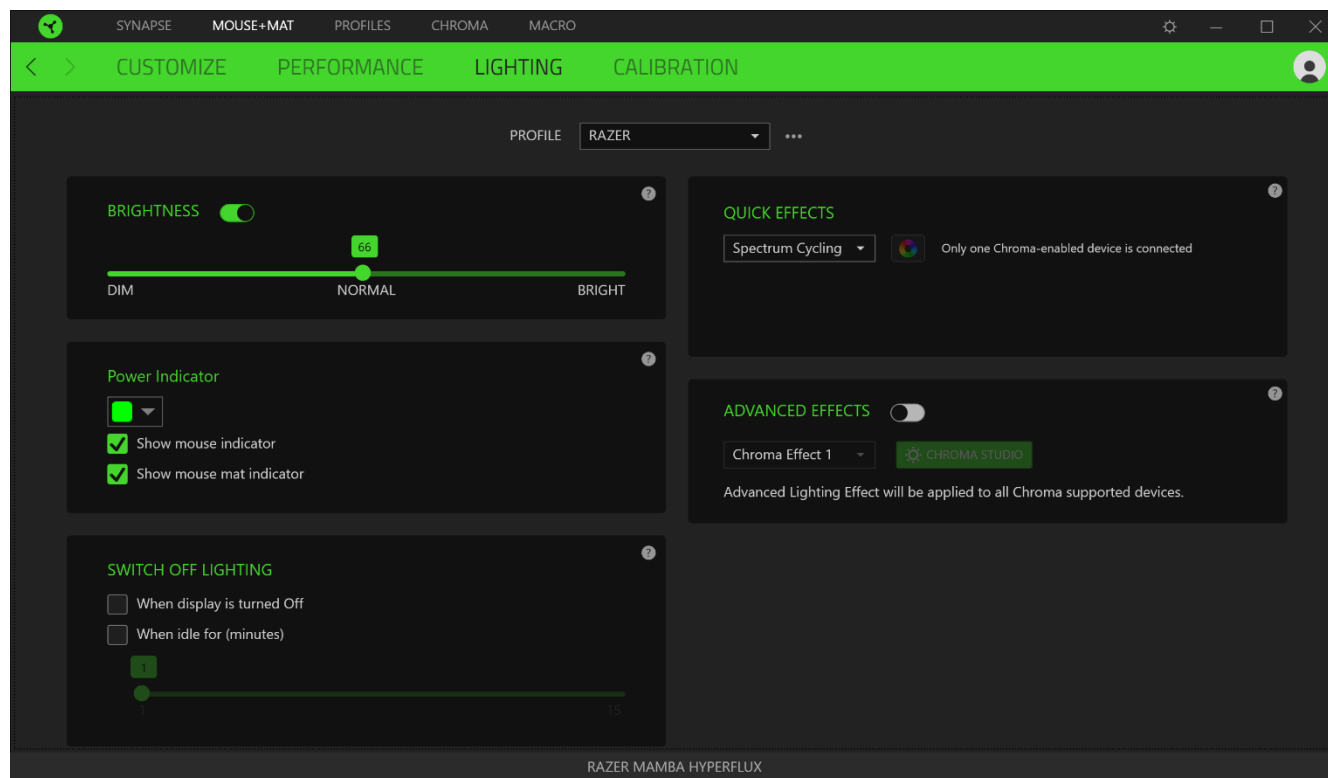 SYNAPSE MOUSE+MAT PROFILES CHROMA MACRO
CUSTOMIZE PERFORMANCE LIGHTING CALIBRATION
PROFILE RAZER
BRIGHTNESS
66
DIM NORMAL BRIGHT
Power Indicator
Show mouse indicator
Show mouse mat indicator
SWITCH OFF LIGHTING
When display is turned Off
When idle for (minutes)
1
1 15
QUICK EFFECTS
Spectrum Cycling Only one Chroma-enabled device is connected
ADVANCED EFFECTS
Chroma Effect 1 CHROMA STUDIO
Advanced Lighting Effect will be applied to all Chroma supported devices.
RAZER MAMBA HYPERFLUX